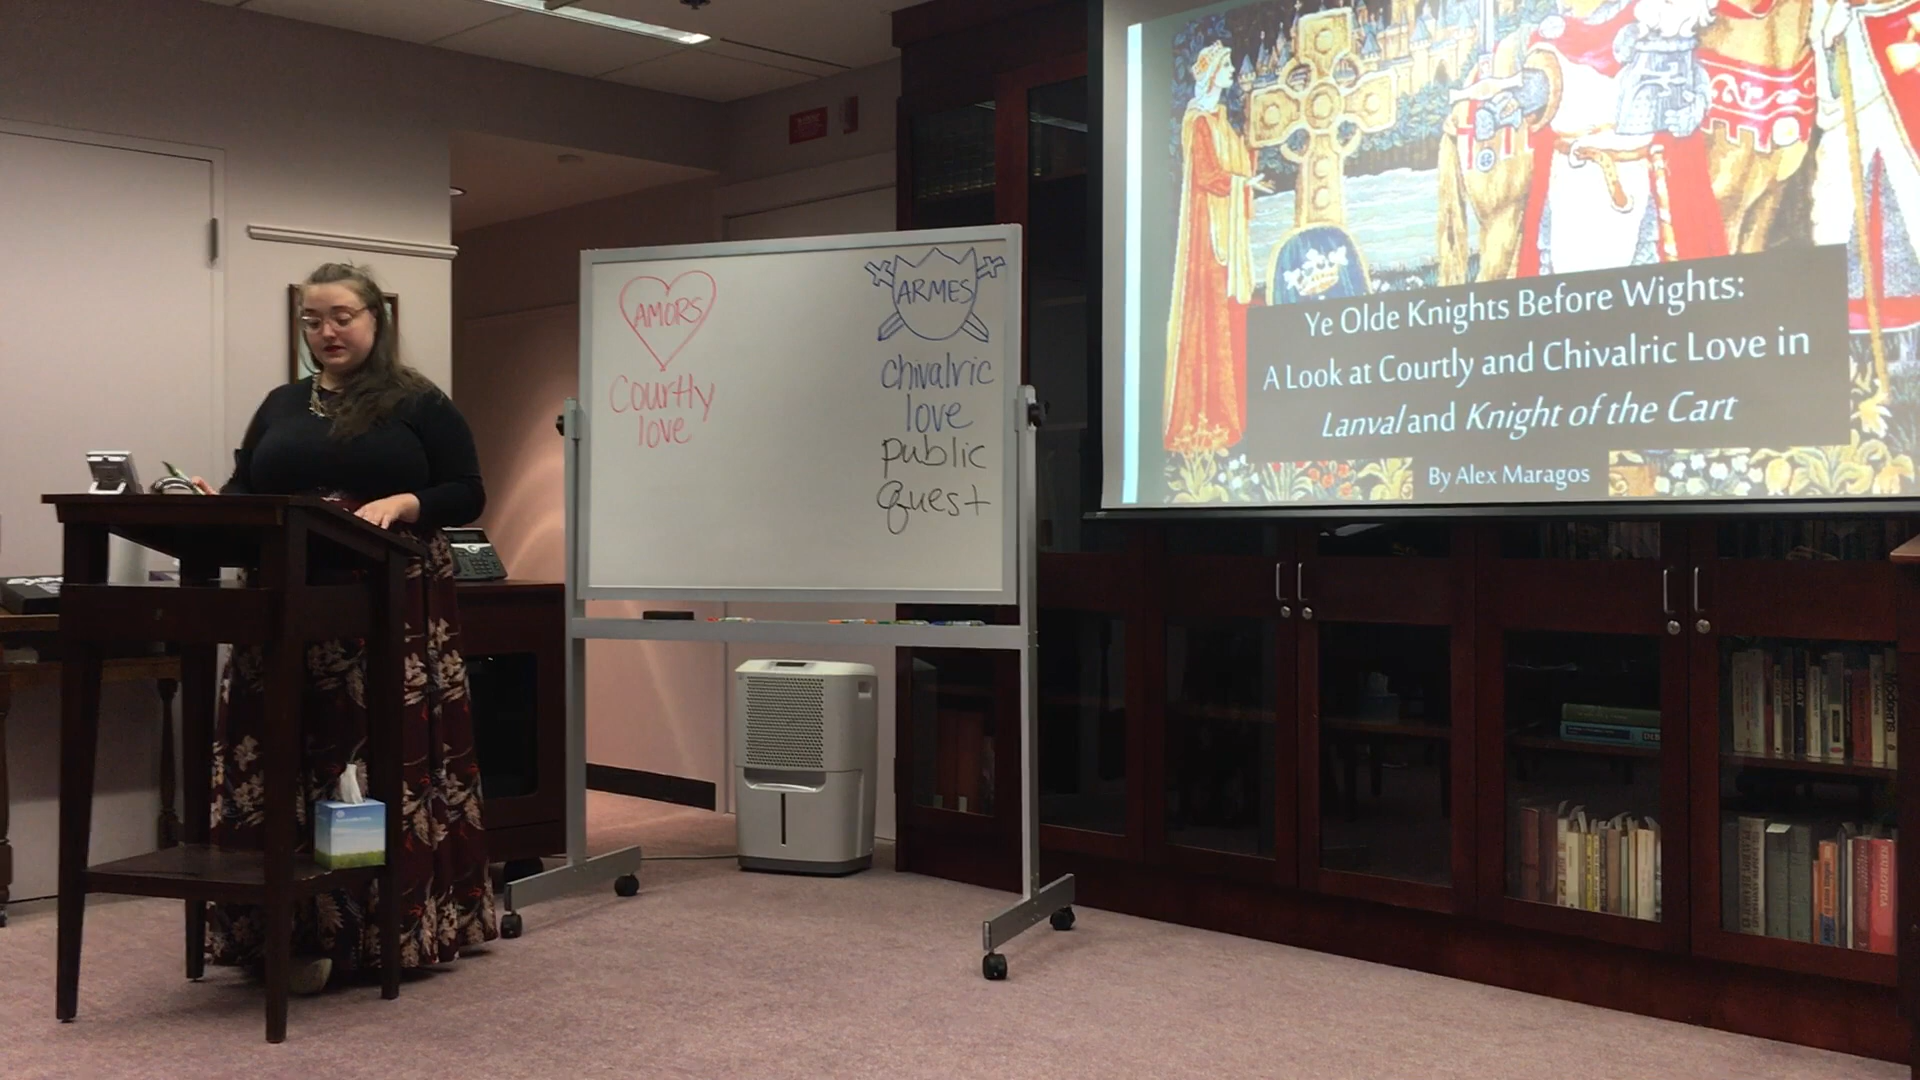 AMORS
Courtly
love
ARMES
chivalric
love
public
quest
Ye Olde Knights Before Wights:
A Look at Courtly and Chivalric Love in
Lanval and Knight of the Cart
By Alex Maragos